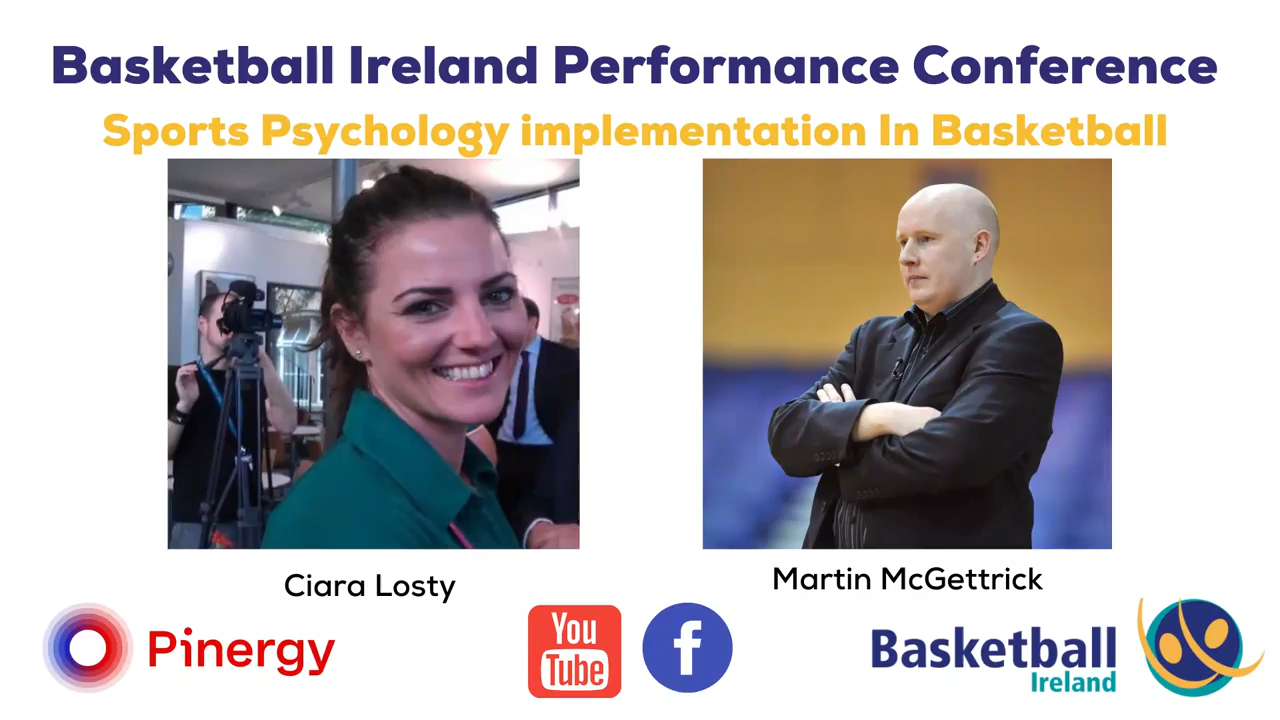 Basketball Ireland Performance Conference
Sports Psychology implementation In Basketball
Ciara Losty
Martin McGettrick
Pinergy
You
Tube
f
Basketball
Ireland